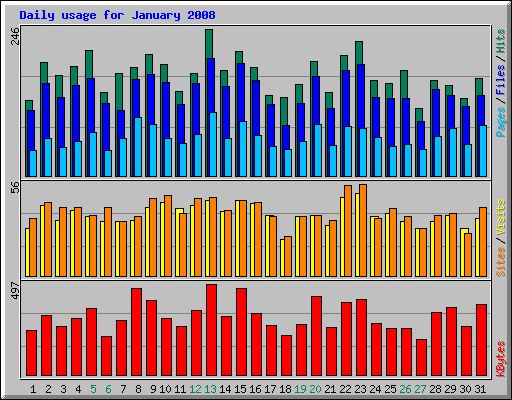 Daily usage for January 2008
246
Pages / Files / Hits
56
Sites / Visits
497
KBytes
1 2 3 4 5 6 7 8 9 10 11 12 13 14 15 16 17 18 19 20 21 22 23 24 25 26 27 28 29 30 31